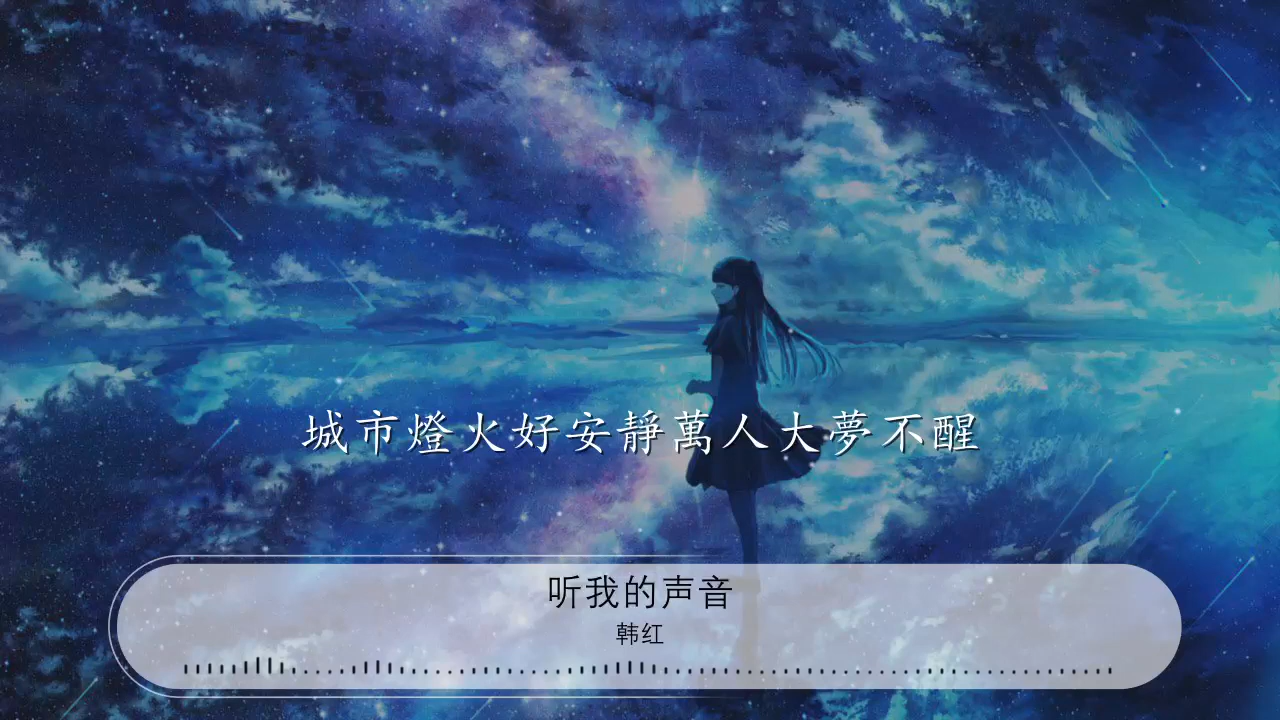 城市燈火好安靜萬人大夢不醒
听我的声音
韩红